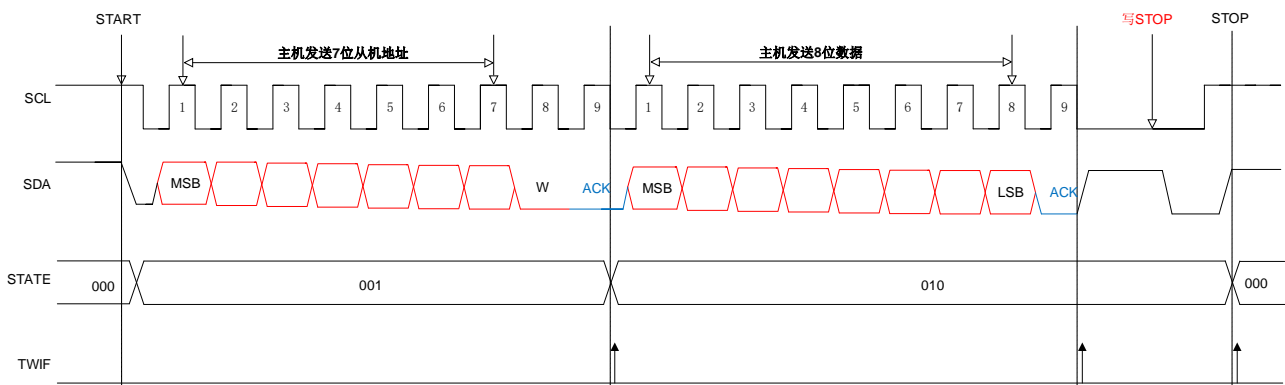 START 写STOP STOP
主机发送7位从机地址 主机发送8位数据
SCL 1 2 3 4 5 6 7 8 9 1 2 3 4 5 6 7 8 9
SDA MSB W ACK MSB LSB ACK
STATE 000 001 010 000
TWIF